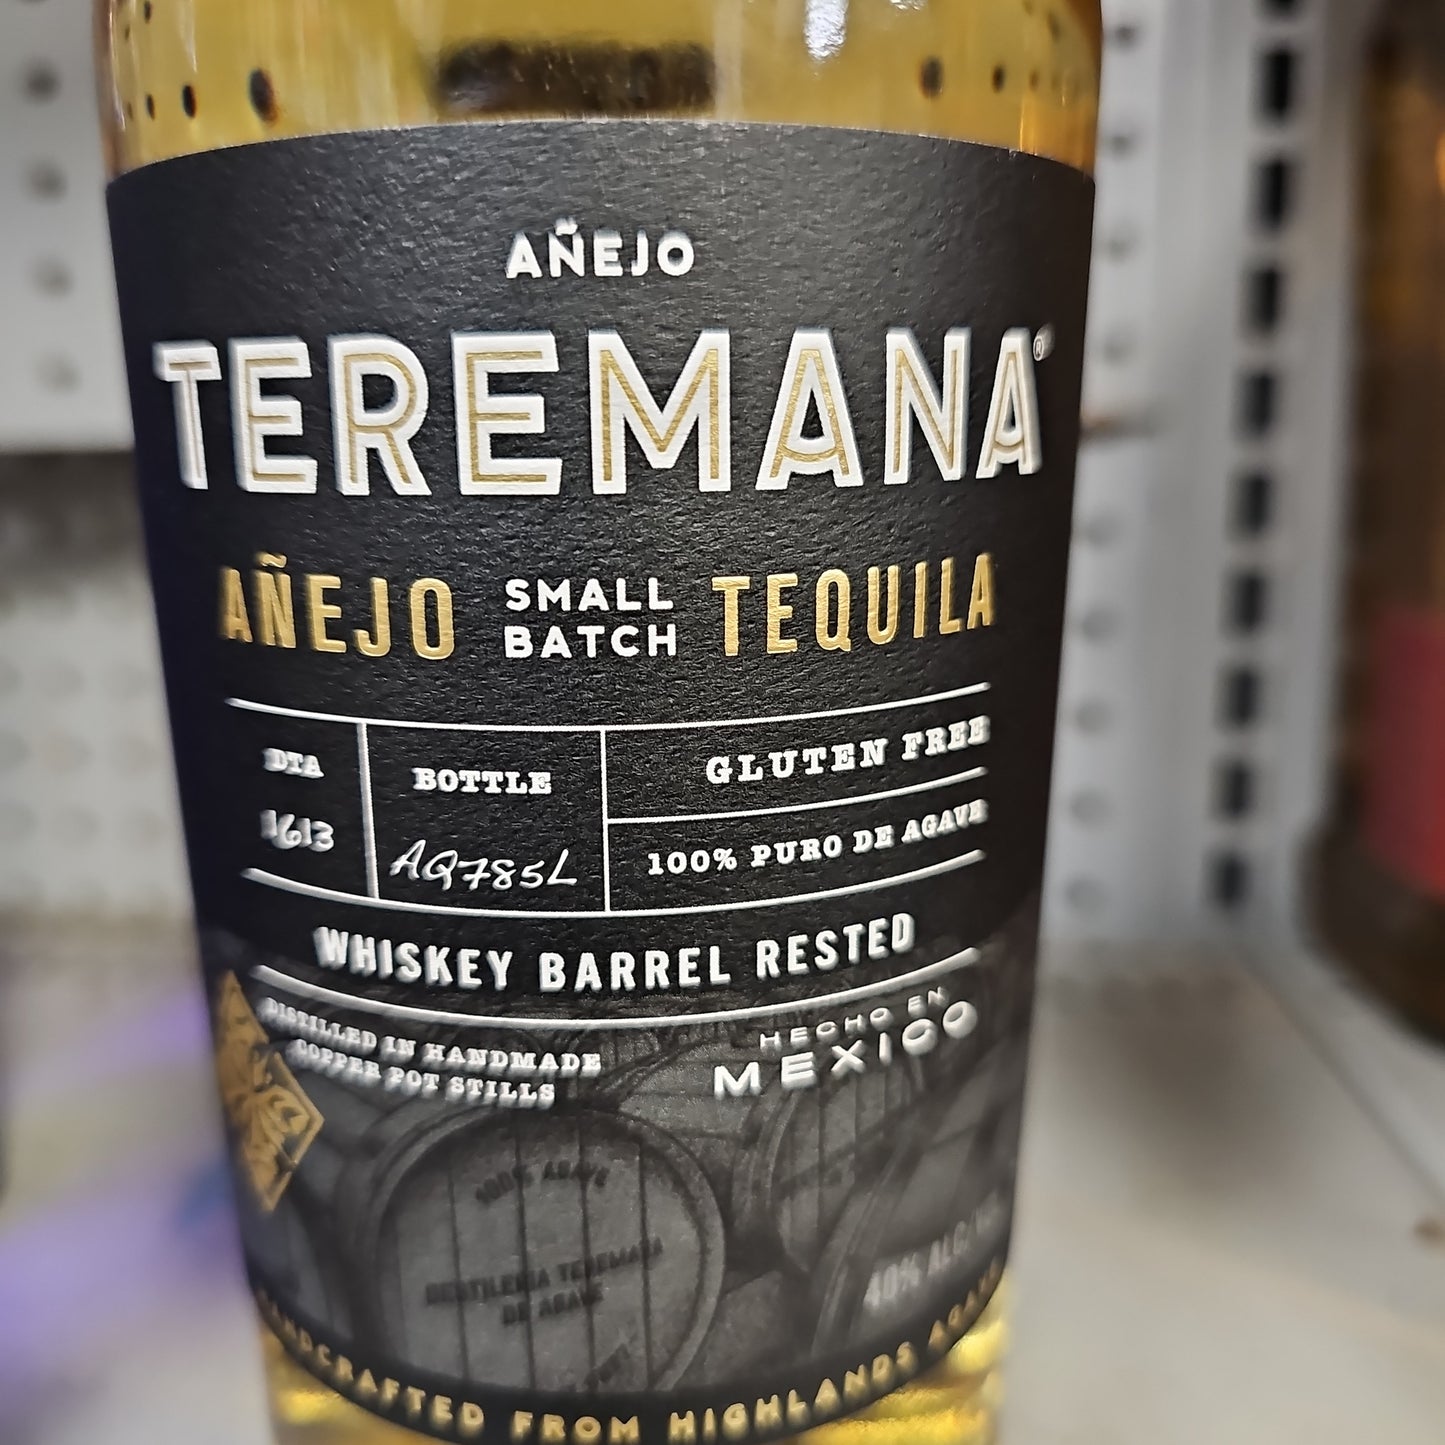 AÑEJO
TEREMANA®
AÑEJO SMALL BATCH TEQUILA
DTA
1613
BOTTLE
AQ785L
GLUTEN FREE
100% PURO DE AGAVE
WHISKEY BARREL RESTED
DISTILLED IN HANDMADE
COPPER POT STILLS
HECHO EN
MEXICO
100% AGAVE
DESTILERIA TEREMANA
DE AGAVE
40% ALC.
HANDCRAFTED FROM HIGHLANDS